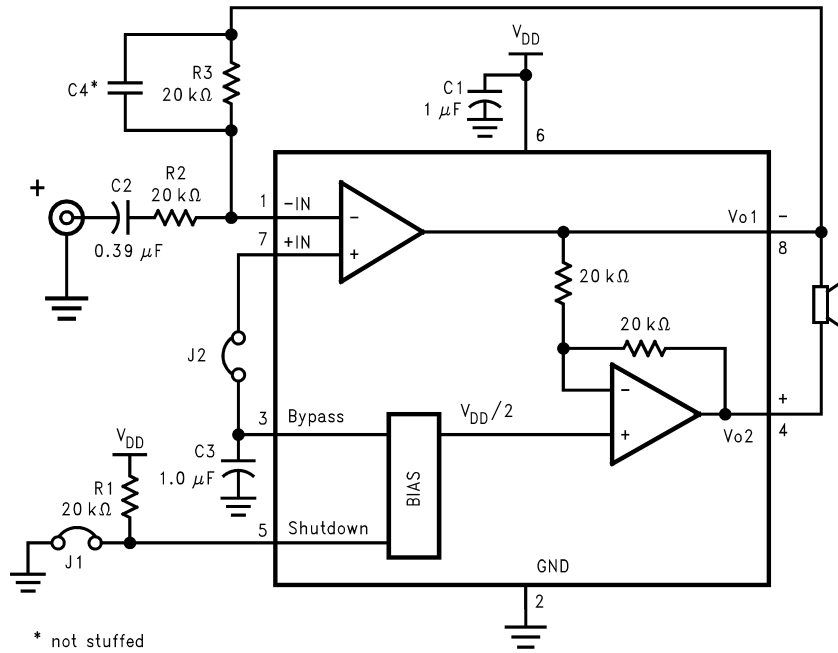 V_DD
C1
1 µF
6
R3
20 kΩ
C4*
+
C2
0.39 µF
R2
20 kΩ
1
-IN
7
+IN
-
+
Vo1
-
8
20 kΩ
20 kΩ
J2
-
+
+
4
Vo2
3
Bypass
V_DD/2
C3
1.0 µF
BIAS
V_DD
R1
20 kΩ
5
Shutdown
J1
GND
2
* not stuffed